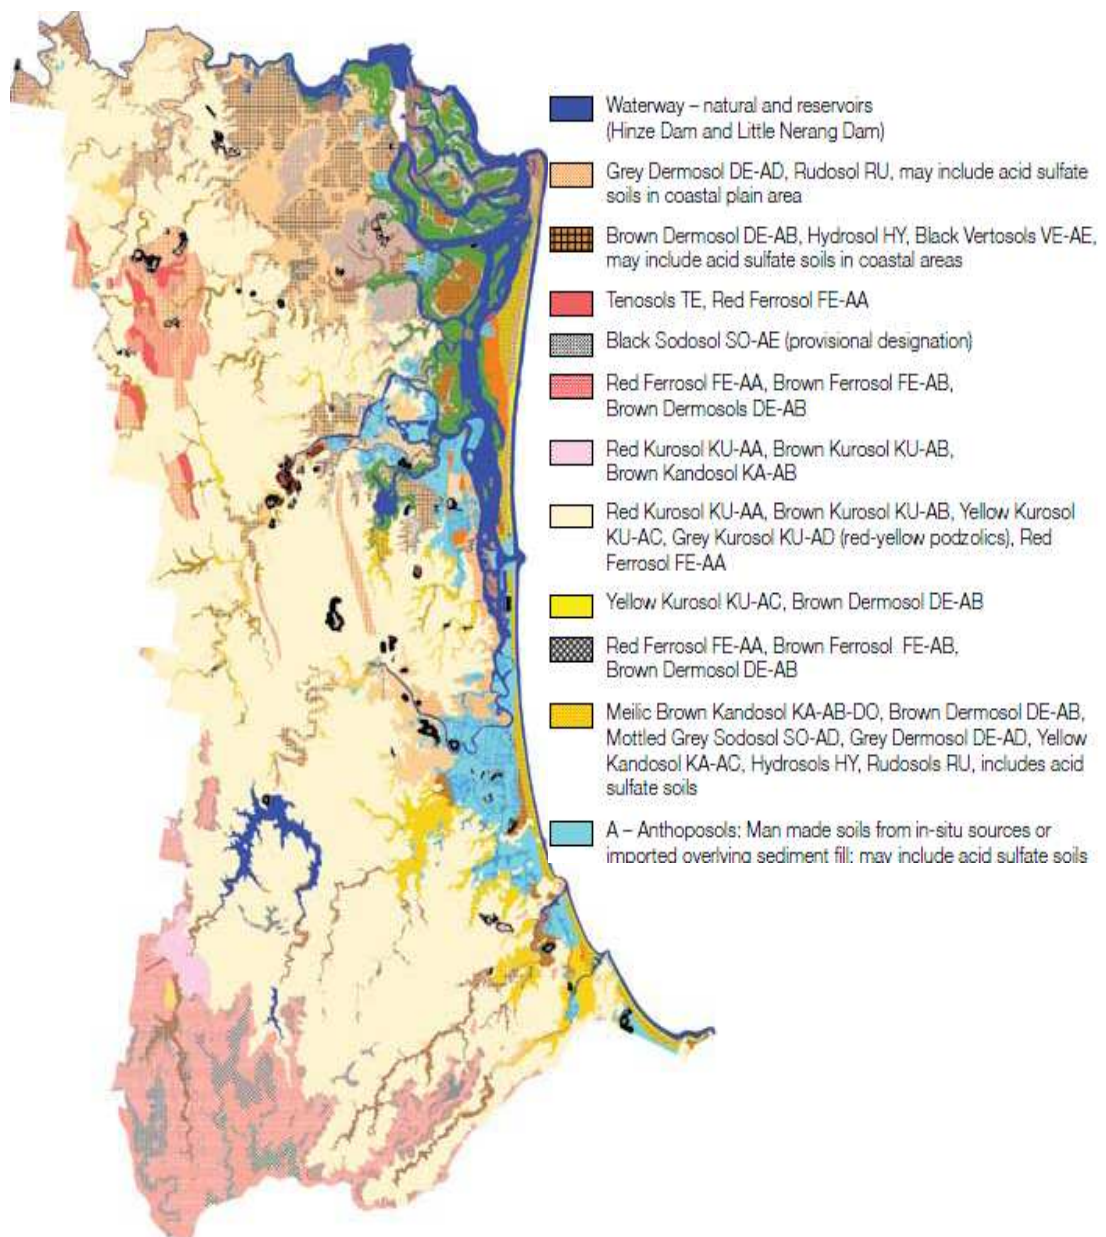 Waterway – natural and reservoirs
(Hinze Dam and Little Nerang Dam)
Grey Dermosol DE-AD, Rudosol RU, may include acid sulfate
soils in coastal plain area
Brown Dermosol DE-AB, Hydrosol HY, Black Vertosols VE-AE,
may include acid sulfate soils in coastal areas
Tenosols TE, Red Ferrosol FE-AA
Black Sodosol SO-AE (provisional designation)
Red Ferrosol FE-AA, Brown Ferrosol FE-AB,
Brown Dermosols DE-AB
Red Kurosol KU-AA, Brown Kurosol KU-AB,
Brown Kandosol KA-AB
Red Kurosol KU-AA, Brown Kurosol KU-AB, Yellow Kurosol
KU-AC, Grey Kurosol KU-AD (red-yellow podzolics), Red
Ferrosol FE-AA
Yellow Kurosol KU-AC, Brown Dermosol DE-AB
Red Ferrosol FE-AA, Brown Ferrosol FE-AB,
Brown Dermosol DE-AB
Meilic Brown Kandosol KA-AB-DO, Brown Dermosol DE-AB,
Mottled Grey Sodosol SO-AD, Grey Dermosol DE-AD, Yellow
Kandosol KA-AC, Hydrosols HY, Rudosols RU, includes acid
sulfate soils
A – Anthoposols: Man made soils from in-situ sources or
imported overlying sediment fill; may include acid sulfate soils